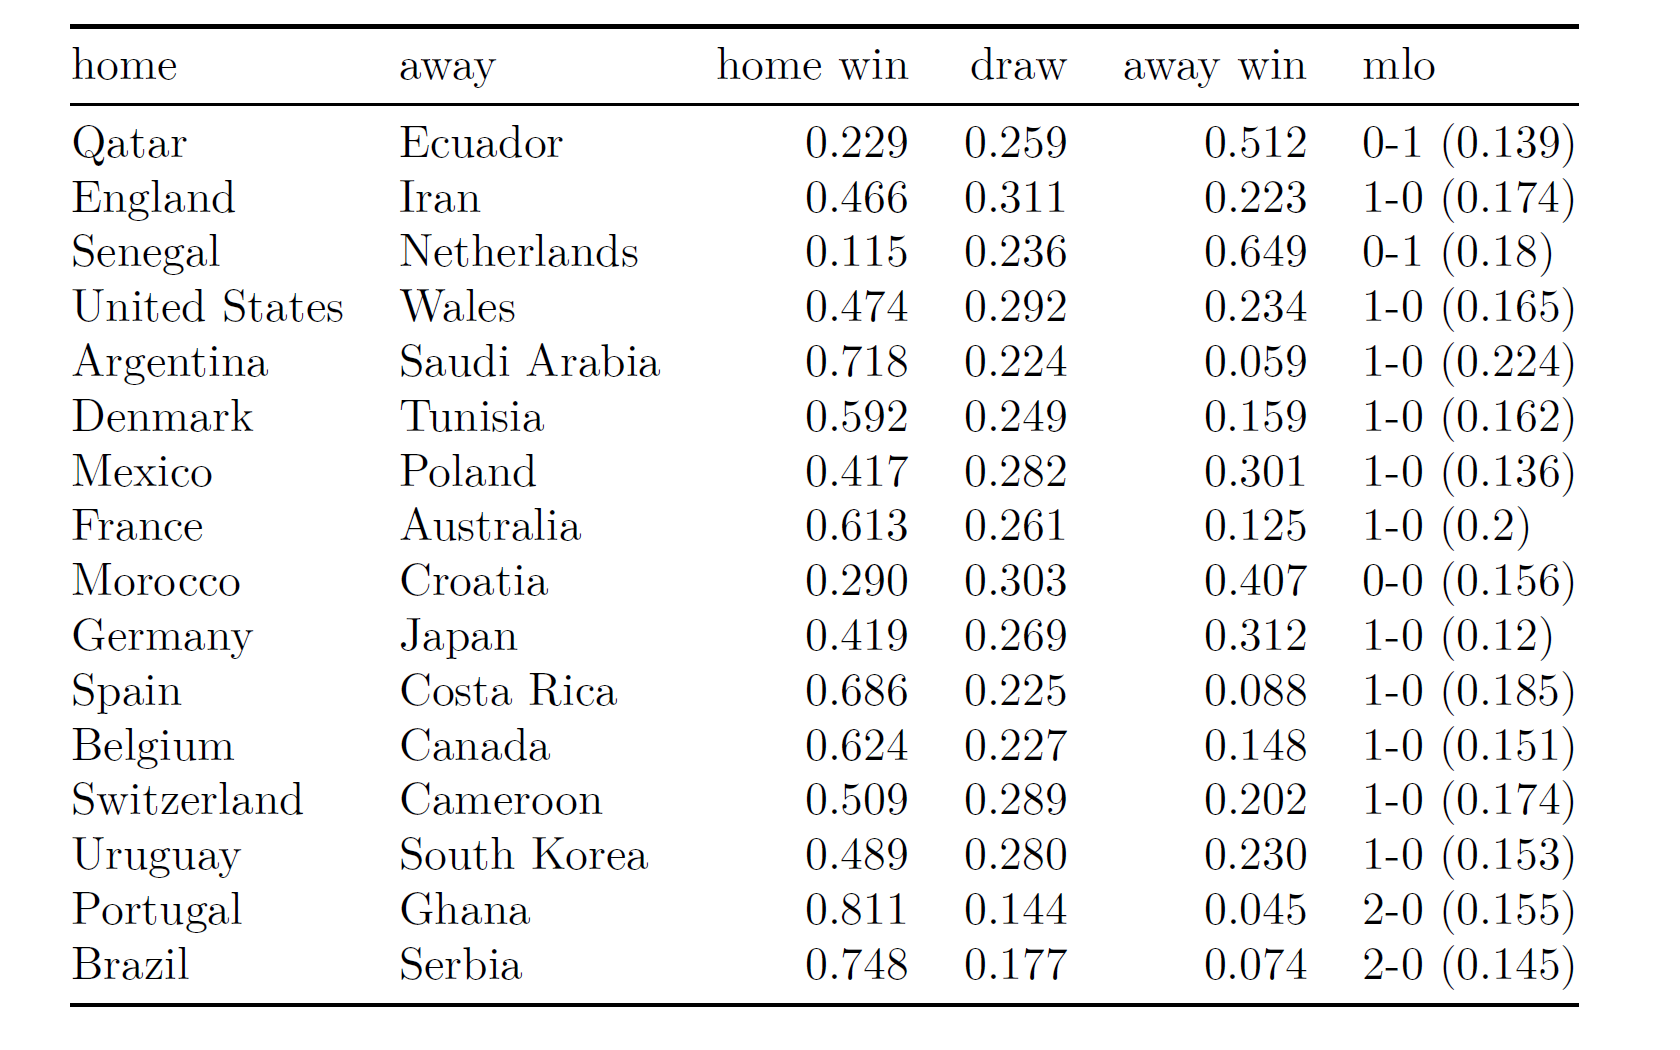 home away home win draw away win mlo
Qatar Ecuador 0.229 0.259 0.512 0-1 (0.139)
England Iran 0.466 0.311 0.223 1-0 (0.174)
Senegal Netherlands 0.115 0.236 0.649 0-1 (0.18)
United States Wales 0.474 0.292 0.234 1-0 (0.165)
Argentina Saudi Arabia 0.718 0.224 0.059 1-0 (0.224)
Denmark Tunisia 0.592 0.249 0.159 1-0 (0.162)
Mexico Poland 0.417 0.282 0.301 1-0 (0.136)
France Australia 0.613 0.261 0.125 1-0 (0.2)
Morocco Croatia 0.290 0.303 0.407 0-0 (0.156)
Germany Japan 0.419 0.269 0.312 1-0 (0.12)
Spain Costa Rica 0.686 0.225 0.088 1-0 (0.185)
Belgium Canada 0.624 0.227 0.148 1-0 (0.151)
Switzerland Cameroon 0.509 0.289 0.202 1-0 (0.174)
Uruguay South Korea 0.489 0.280 0.230 1-0 (0.153)
Portugal Ghana 0.811 0.144 0.045 2-0 (0.155)
Brazil Serbia 0.748 0.177 0.074 2-0 (0.145)